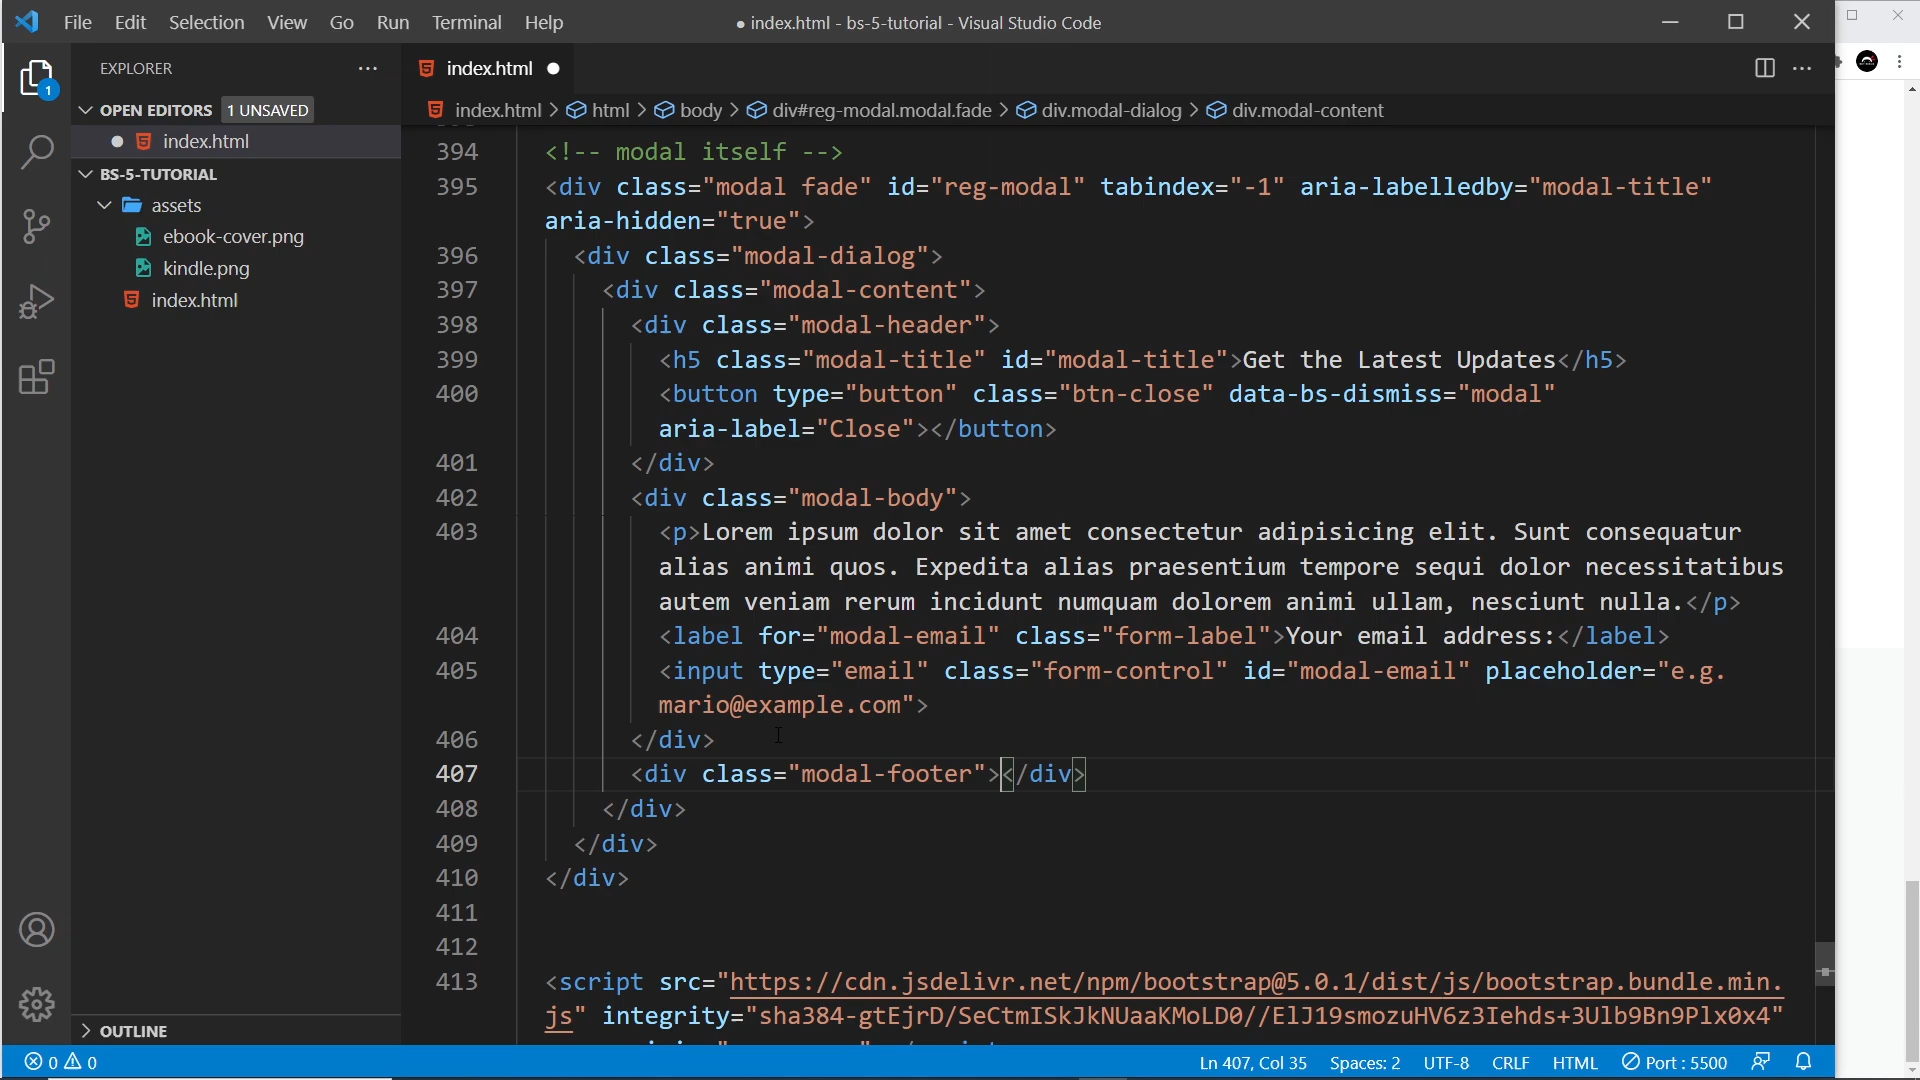 File Edit Selection View Go Run Terminal Help
● index.html - bs-5-tutorial - Visual Studio Code
EXPLORER
OPEN EDITORS 1 UNSAVED
index.html
BS-5-TUTORIAL
assets
ebook-cover.png
kindle.png
index.html
OUTLINE
1
index.html
index.html > html > body > div#reg-modal.modal.fade > div.modal-dialog > div.modal-content
394 <!-- modal itself -->
395 <div class="modal fade" id="reg-modal" tabindex="-1" aria-labelledby="modal-title"
aria-hidden="true">
396 <div class="modal-dialog">
397 <div class="modal-content">
398 <div class="modal-header">
399 <h5 class="modal-title" id="modal-title">Get the Latest Updates</h5>
400 <button type="button" class="btn-close" data-bs-dismiss="modal"
aria-label="Close"></button>
401 </div>
402 <div class="modal-body">
403 <p>Lorem ipsum dolor sit amet consectetur adipisicing elit. Sunt consequatur
alias animi quos. Expedita alias praesentium tempore sequi dolor necessitatibus
autem veniam rerum incidunt numquam dolorem animi ullam, nesciunt nulla.</p>
404 <label for="modal-email" class="form-label">Your email address:</label>
405 <input type="email" class="form-control" id="modal-email" placeholder="e.g.
mario@example.com">
406 </div>
407 <div class="modal-footer"></div>
408 </div>
409 </div>
410 </div>
411
412
413 <script src="https://cdn.jsdelivr.net/npm/bootstrap@5.0.1/dist/js/bootstrap.bundle.min.
js" integrity="sha384-gtEjrD/SeCtmISkJkNUaaKMoLD0//ElJ19smozuHV6z3Iehds+3Ulb9Bn9Plx0x4"
0 0
Ln 407, Col 35 Spaces: 2 UTF-8 CRLF HTML Port : 5500